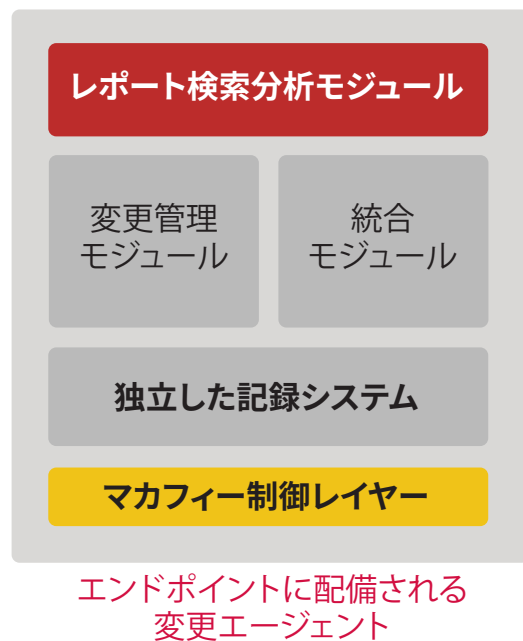 レポート検索分析モジュール
変更管理
モジュール
統合
モジュール
独立した記録システム
マカフィー制御レイヤー
エンドポイントに配備される
変更エージェント